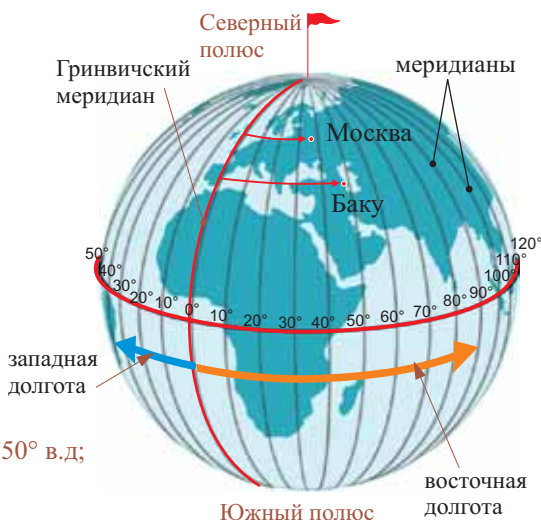 Северный
полюс
Гринвичский
меридиан
меридианы
Москва
Баку
50° 40° 30° 20° 10° 0° 10° 20° 30° 40° 50° 60° 70° 80° 90° 100° 110° 120°
западная
долгота
50° в.д;
восточная
долгота
Южный полюс